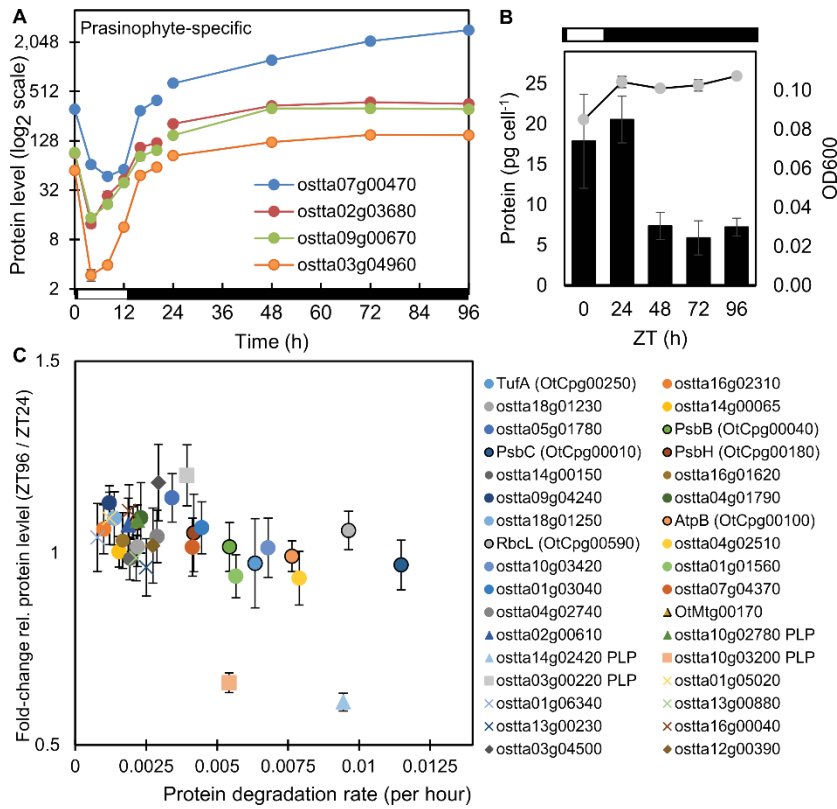 A
Prasinophyte-specific
Protein level (log2 scale)
2,048
512
128
32
8
2
ostta07g00470
ostta02g03680
ostta09g00670
ostta03g04960
0 12 24 36 48 60 72 84 96
Time (h)
B
Protein (pg cell-1)
25
20
15
10
5
0
0.10
0.08
0.06
0.04
0.02
0.00
OD600
0 24 48 72 96
ZT (h)
C
Fold-change rel. protein lelvel (ZT96 / ZT24)
1.5
1
0.5
0 0.0025 0.005 0.0075 0.01 0.0125
Protein degradation rate (per hour)
TufA (OtCpg00250) ostta16g02310
ostta18g01230 ostta14g00065
ostta05g01780 PsbB (OtCpg00040)
PsbC (OtCpg00010) PsbH (OtCpg00180)
ostta14g00150 ostta16g01620
ostta09g04240 ostta04g01790
ostta18g01250 AtpB (OtCpg00100)
RbcL (OtCpg00590) ostta04g02510
ostta10g03420 ostta01g01560
ostta01g03040 ostta07g04370
ostta04g02740 OtMtg00170
ostta02g00610 ostta10g02780 PLP
ostta14g02420 PLP ostta10g03200 PLP
ostta03g00220 PLP ostta01g05020
ostta01g06340 ostta13g00880
ostta13g00230 ostta16g00040
ostta03g04500 ostta12g00390